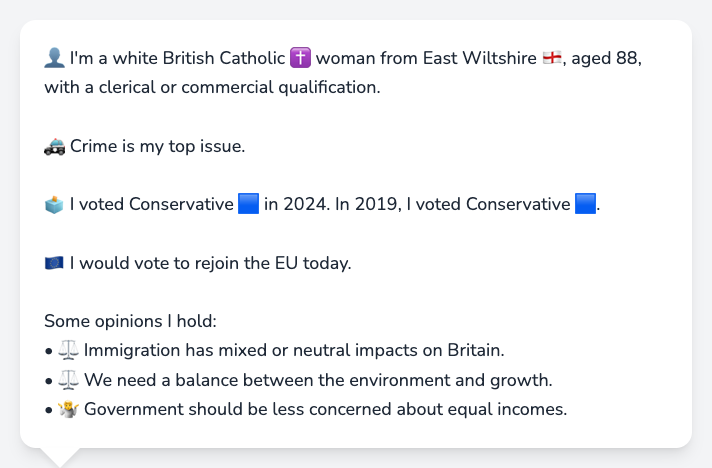 👤 I'm a white British Catholic ✝️ woman from East Wiltshire 🏴󠁧󠁢󠁥󠁮󠁧󠁿, aged 88,
with a clerical or commercial qualification.
🚓 Crime is my top issue.
🗳️ I voted Conservative 🟦 in 2024. In 2019, I voted Conservative 🟦.
🇪🇺 I would vote to rejoin the EU today.
Some opinions I hold:
• ⚖️ Immigration has mixed or neutral impacts on Britain.
• ⚖️ We need a balance between the environment and growth.
• 🤷‍♀️ Government should be less concerned about equal incomes.